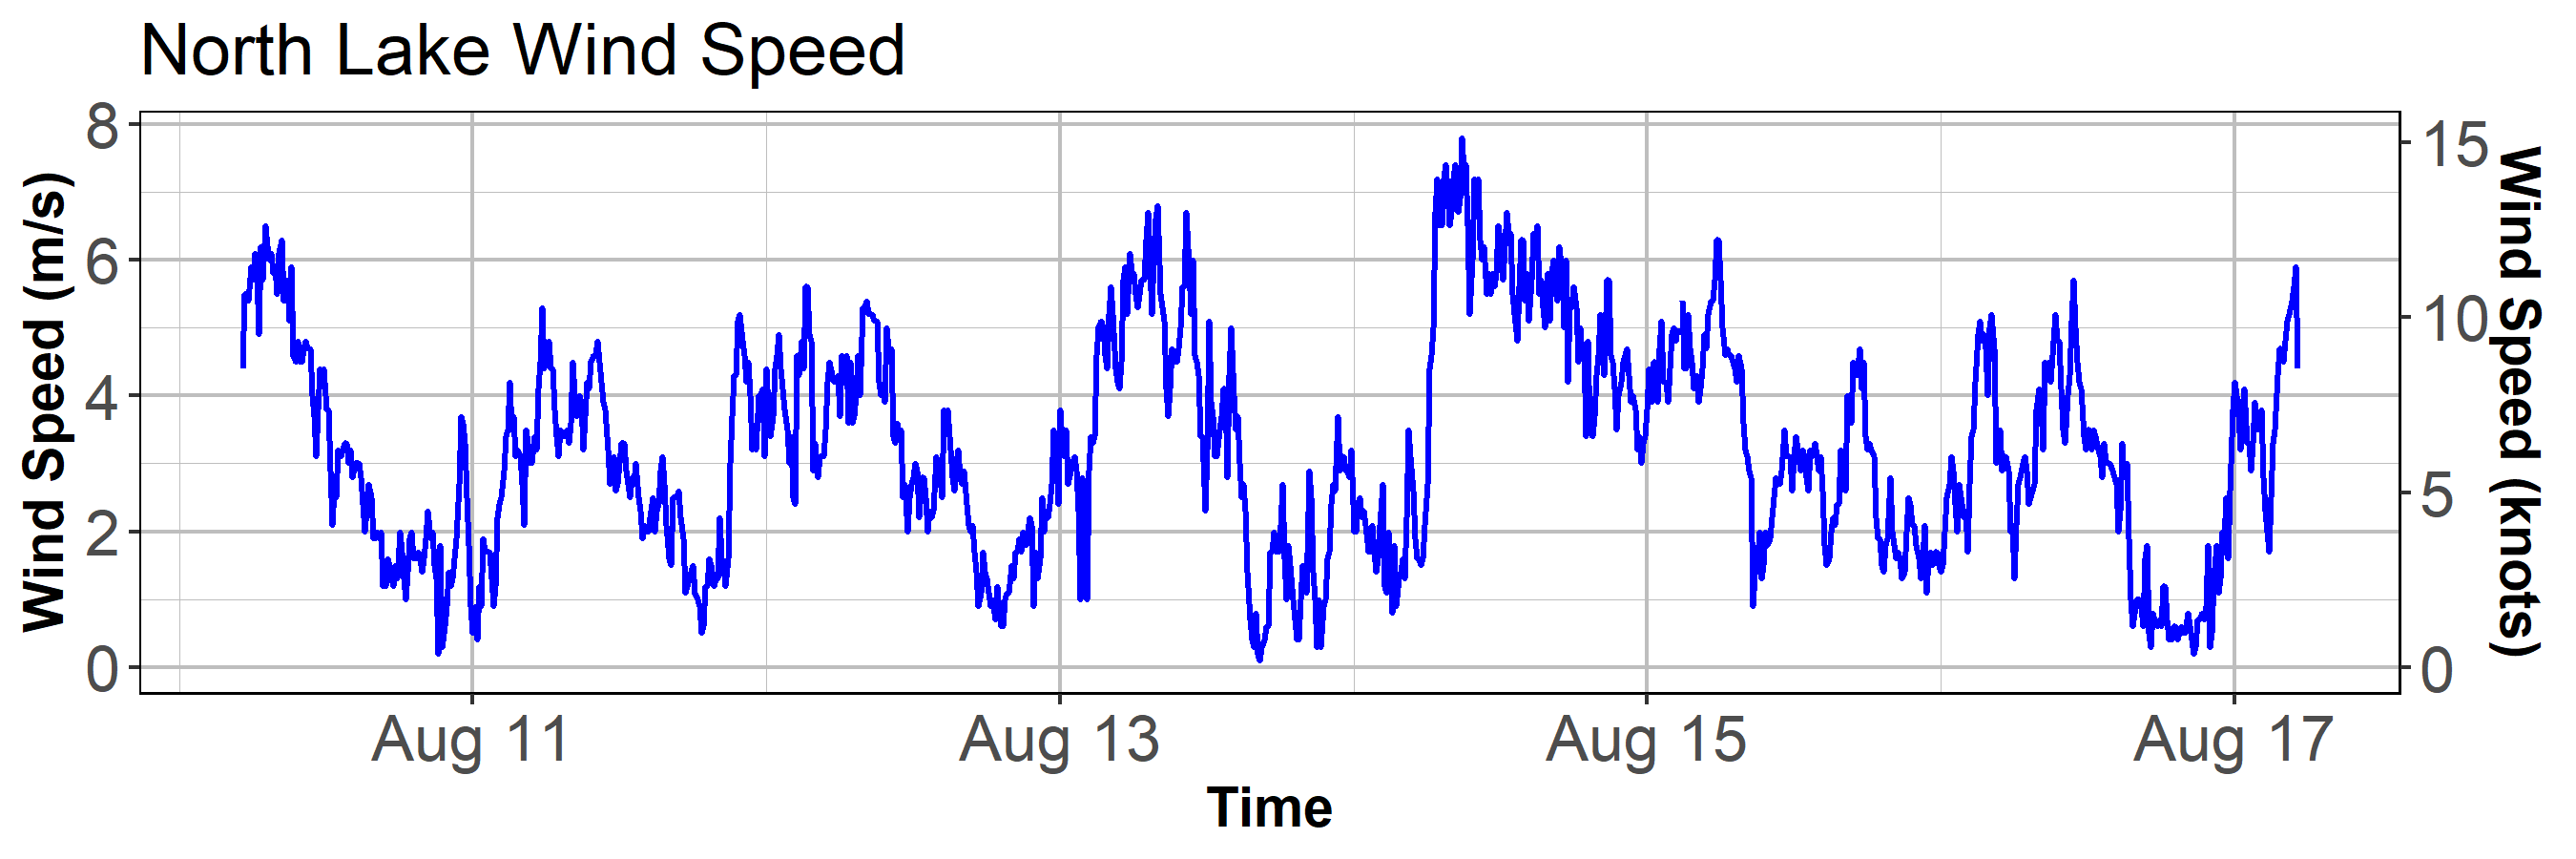 North Lake Wind Speed
Wind Speed (m/s)
8
6
4
2
0
15
10
5
0
Wind Speed (knots)
Aug 11 Aug 13 Aug 15 Aug 17
Time